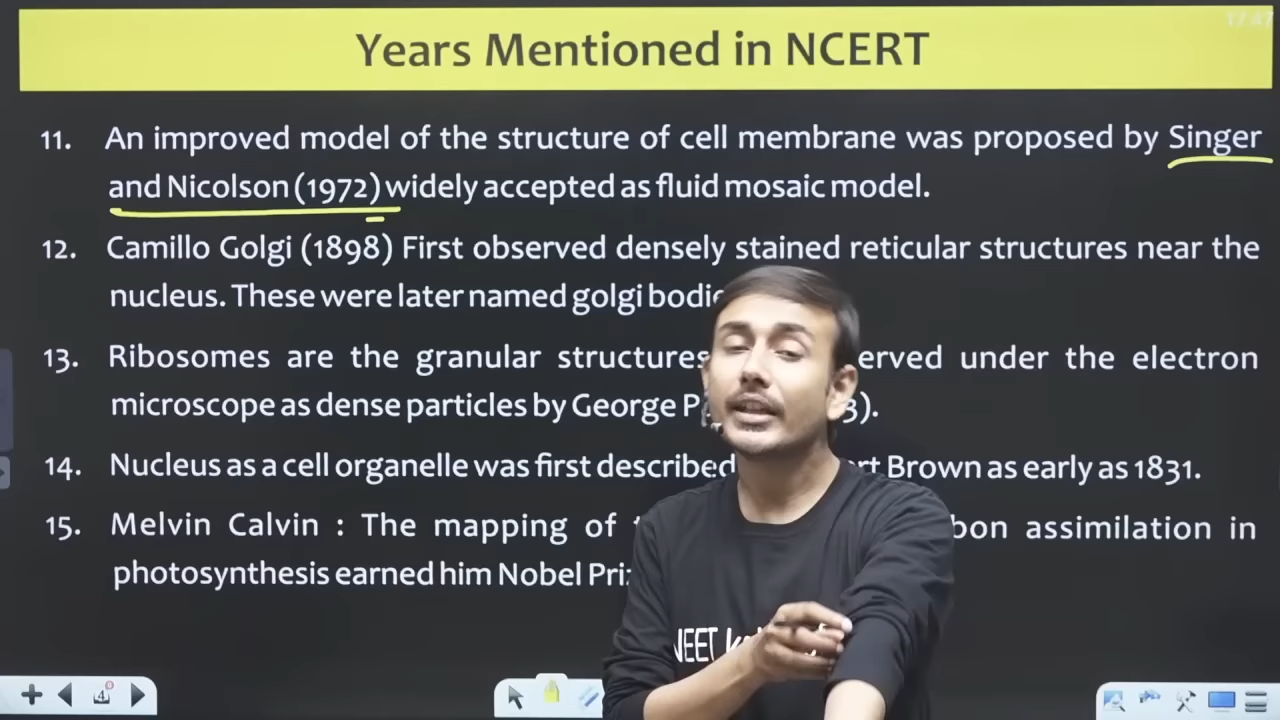 Years Mentioned in NCERT
11. An improved model of the structure of cell membrane was proposed by Singer
and Nicolson (1972) widely accepted as fluid mosaic model.
12. Camillo Golgi (1898) First observed densely stained reticular structures near the
nucleus. These were later named golgi
13. Ribosomes are the granular structures under the electron
microscope as dense particles by George
14. Nucleus as a cell organelle was first described Brown as early as 1831.
15. Melvin Calvin : The mapping of assimilation in
photosynthesis earned him Nobel
NEET